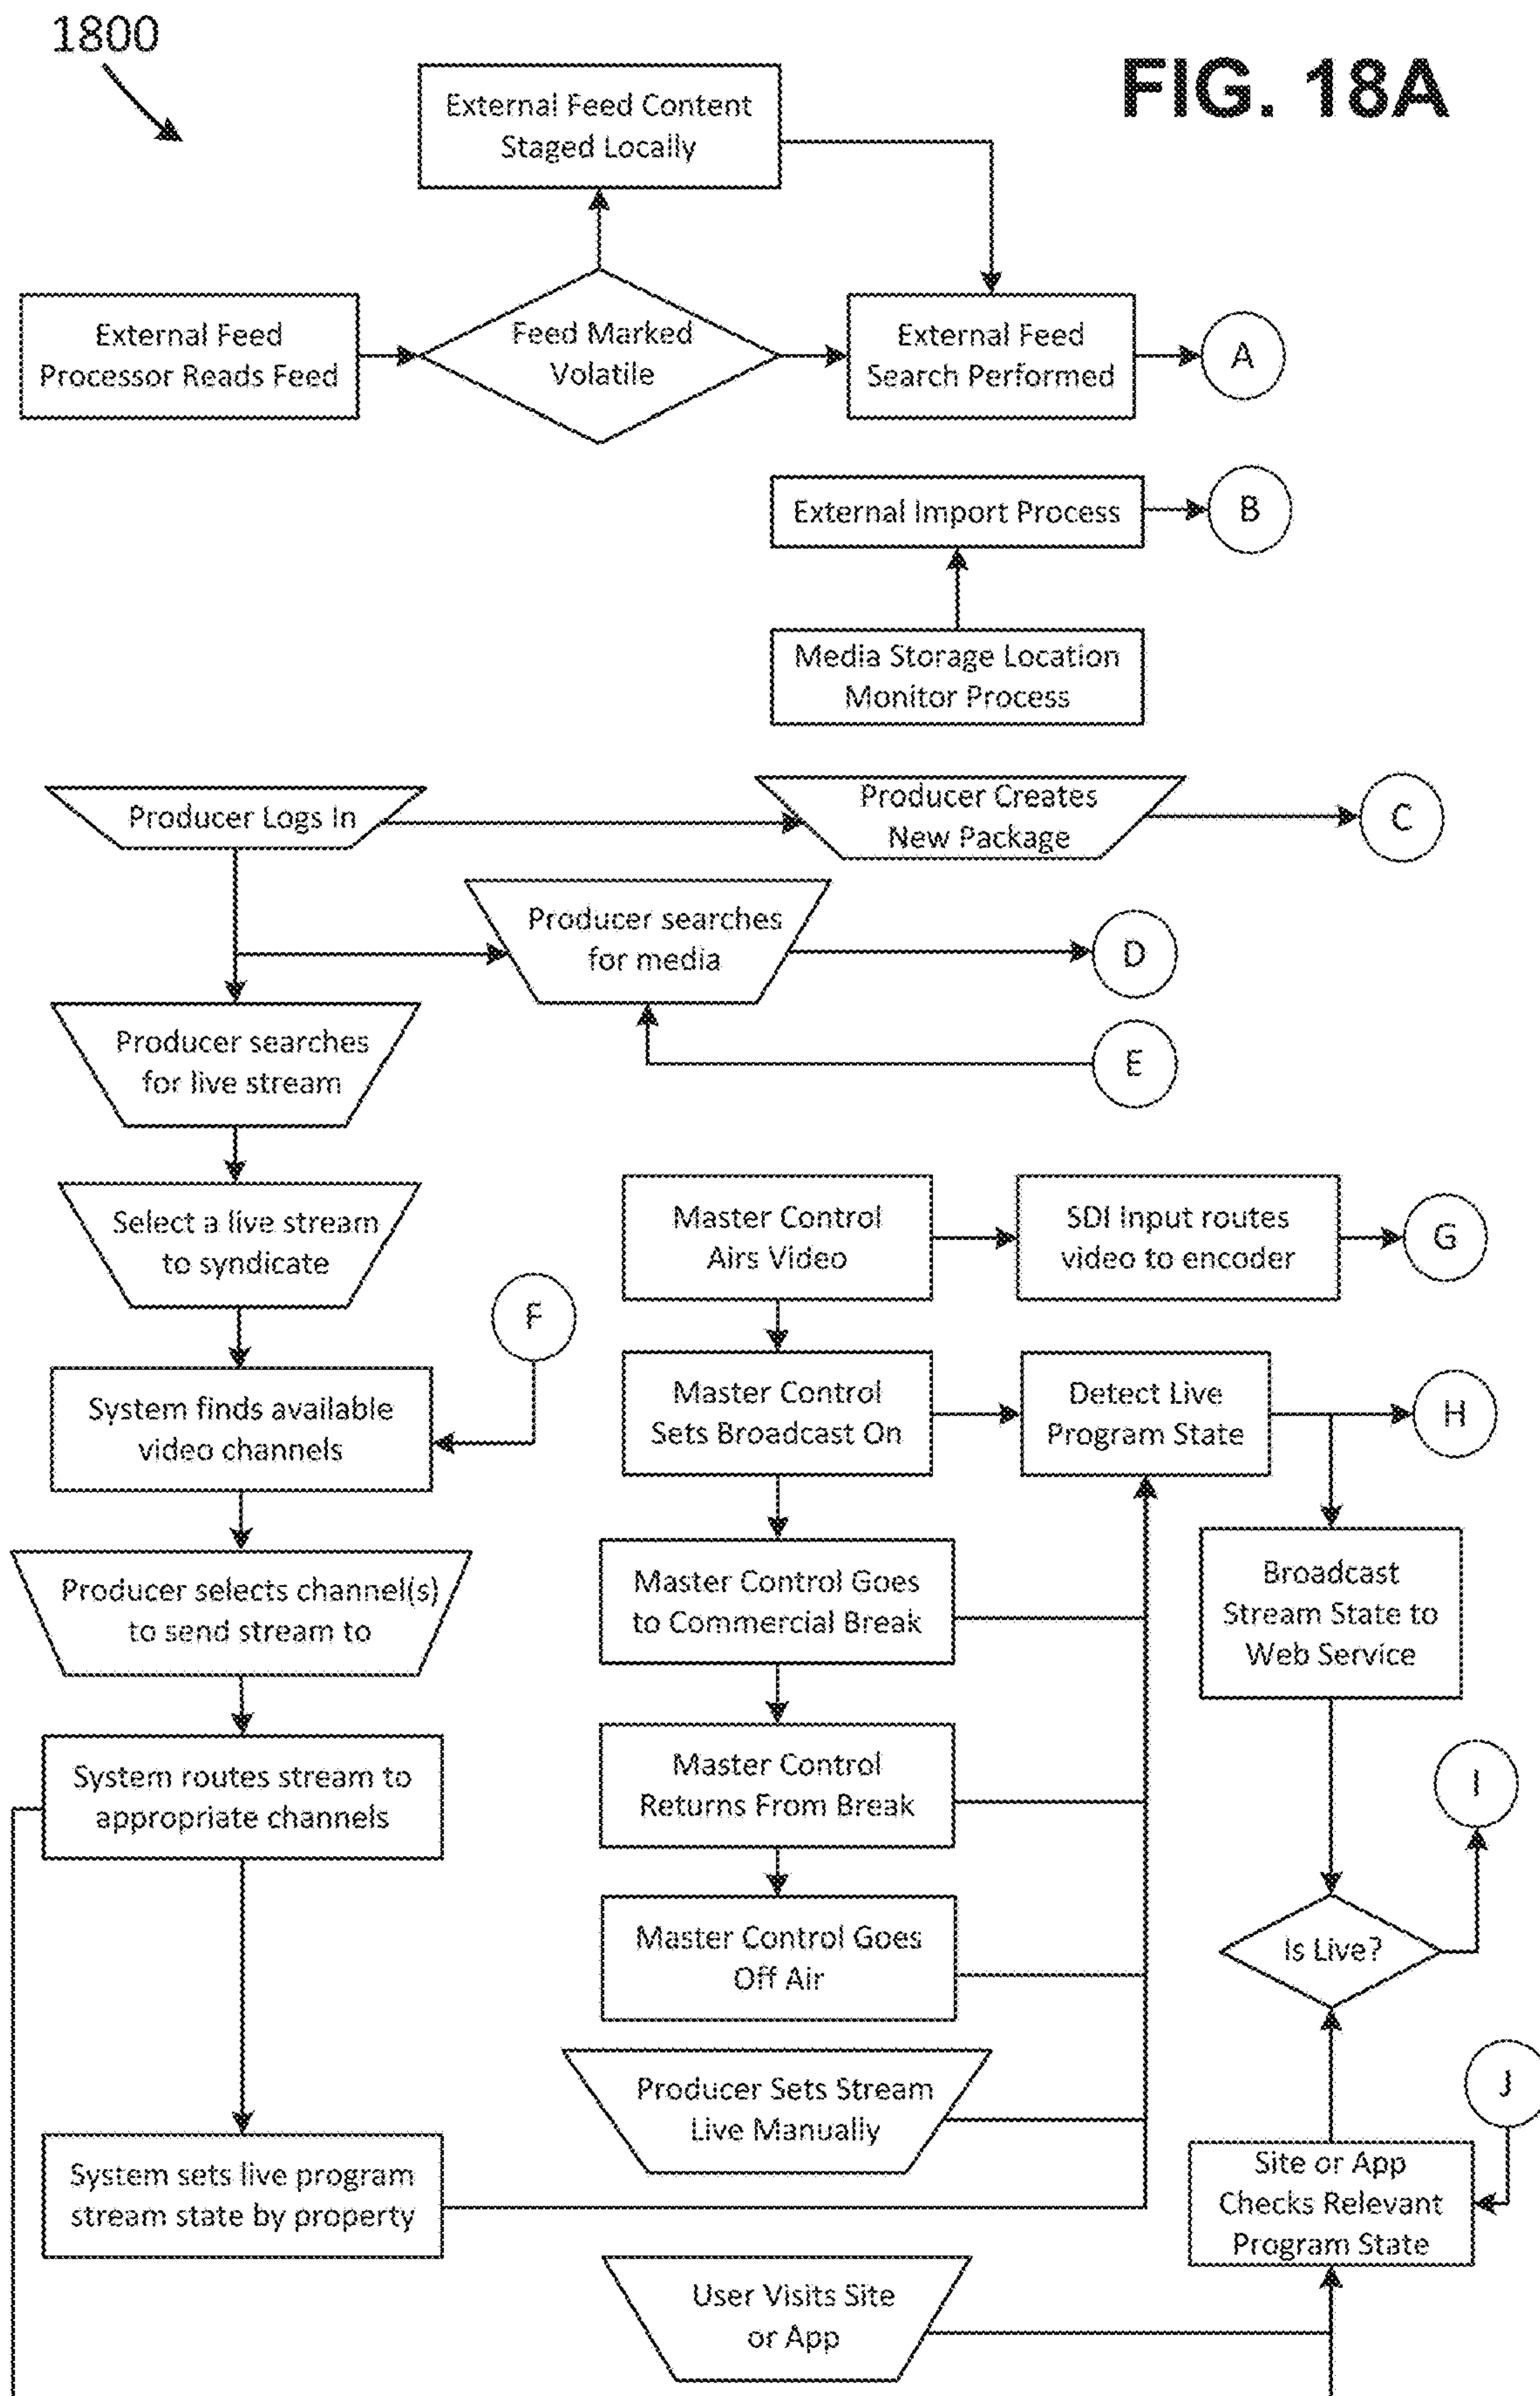 1800
FIG. 18A
External Feed Content
Staged Locally
External Feed
Processor Reads Feed
Feed Marked
Volatile
External Feed
Search Performed
A
External Import Process
B
Media Storage Location
Monitor Process
Producer Logs In
Producer Creates
New Package
C
Producer searches
for media
D
E
Producer searches
for live stream
Select a live stream
to syndicate
F
System finds available
video channels
Producer selects channel(s)
to send stream to
System routes stream to
appropriate channels
System sets live program
stream state by property
Master Control
Airs Video
SDI Input routes
video to encoder
G
Master Control
Sets Broadcast On
Detect Live
Program State
H
Master Control Goes
to Commercial Break
Broadcast
Stream State to
Web Service
Master Control
Returns From Break
I
Master Control Goes
Off Air
Is Live?
Producer Sets Stream
Live Manually
J
Site or App
Checks Relevant
Program State
User Visits Site
or App